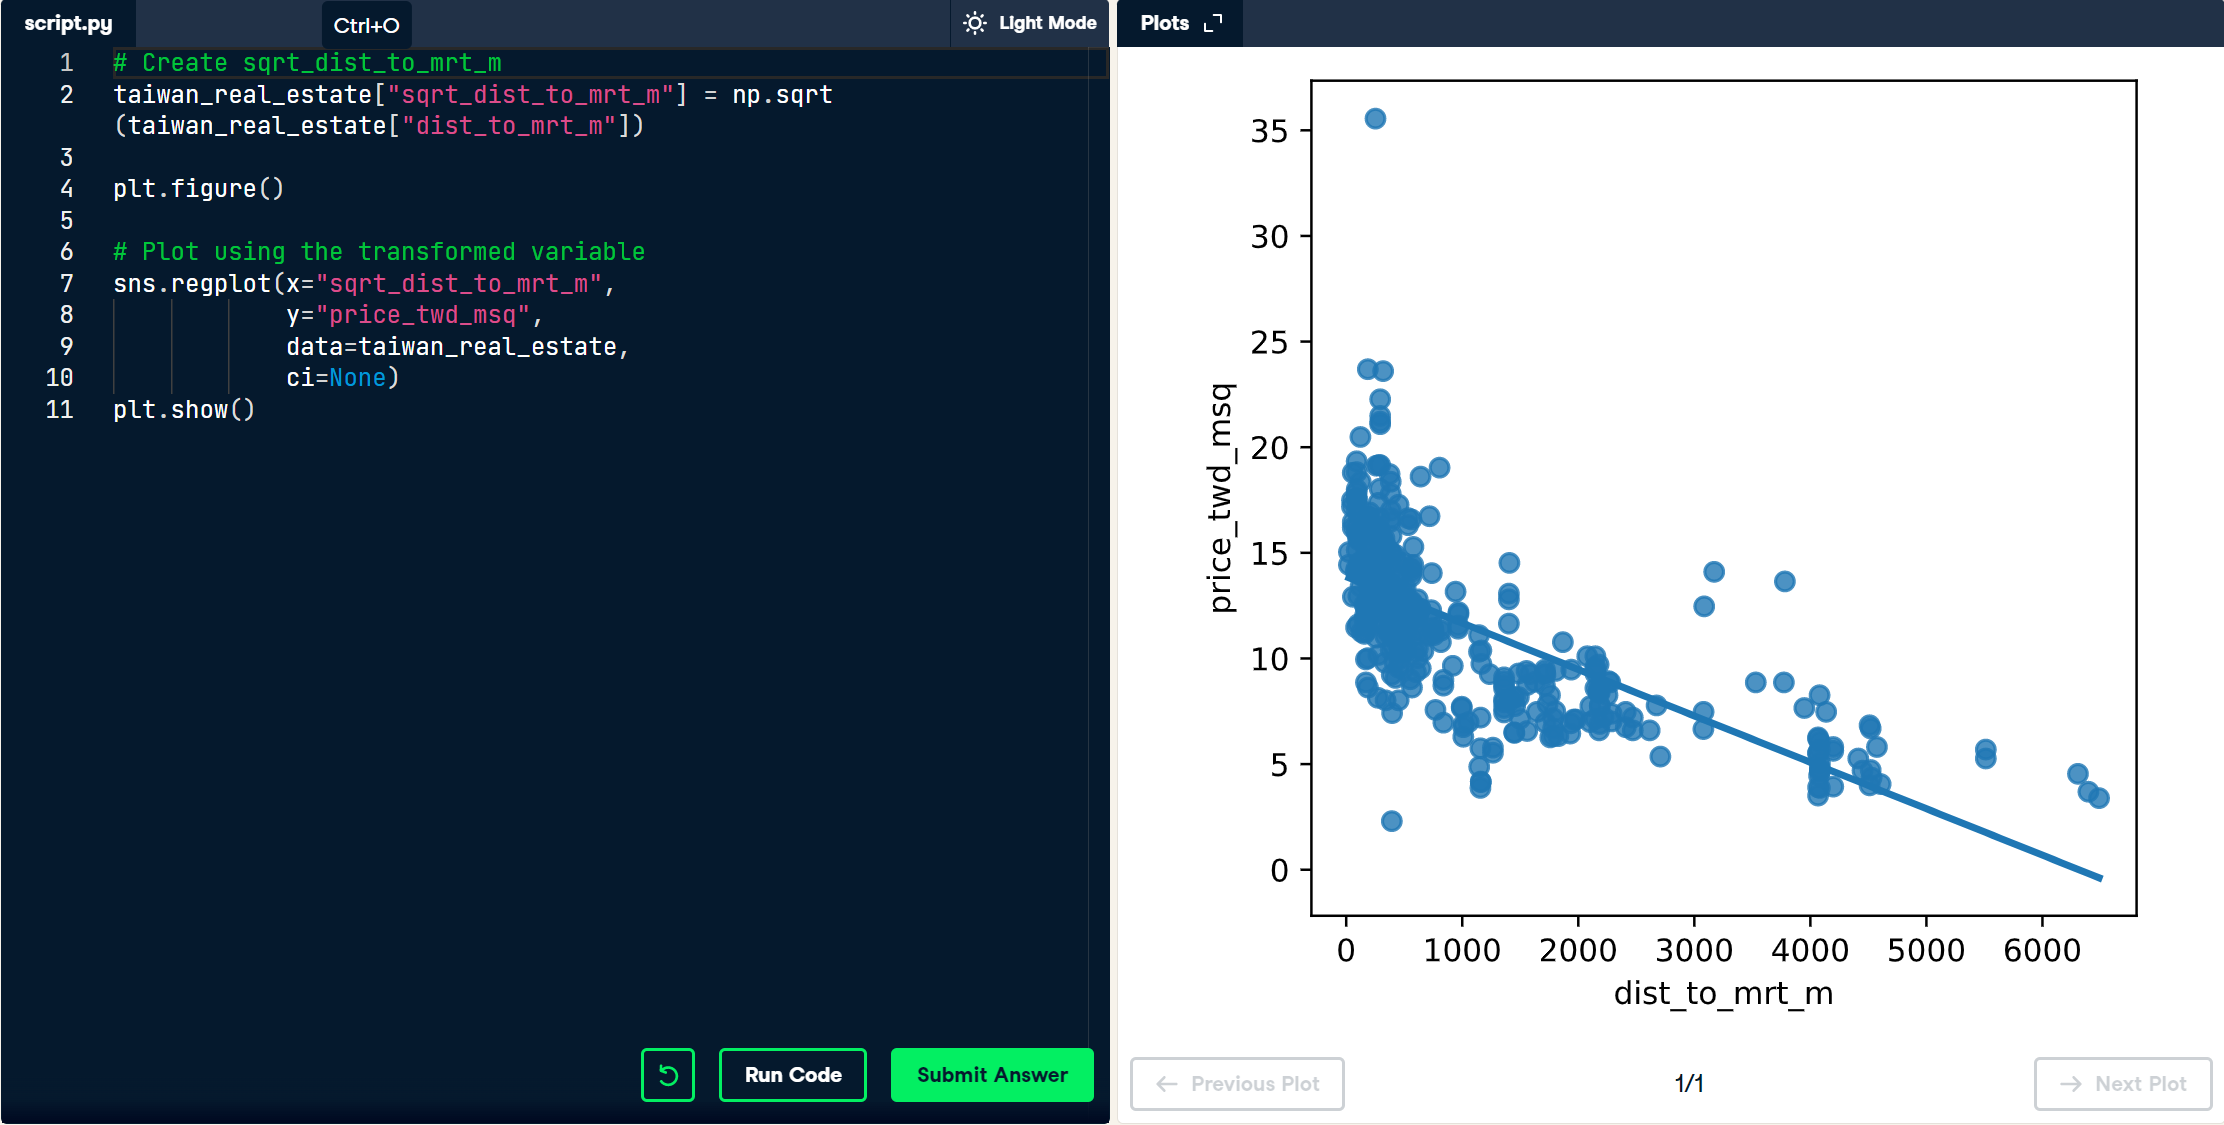 script.py
Ctrl+O
Light Mode
1 # Create sqrt_dist_to_mrt_m
2 taiwan_real_estate["sqrt_dist_to_mrt_m"] = np.sqrt
(taiwan_real_estate["dist_to_mrt_m"])
3
4 plt.figure()
5
6 # Plot using the transformed variable
7 sns.regplot(x="sqrt_dist_to_mrt_m",
8 y="price_twd_msq",
9 data=taiwan_real_estate,
10 ci=None)
11 plt.show()
Run Code
Submit Answer
Plots
35
30
25
20
15
10
5
0
price_twd_msq
0 1000 2000 3000 4000 5000 6000
dist_to_mrt_m
Previous Plot
1/1
Next Plot